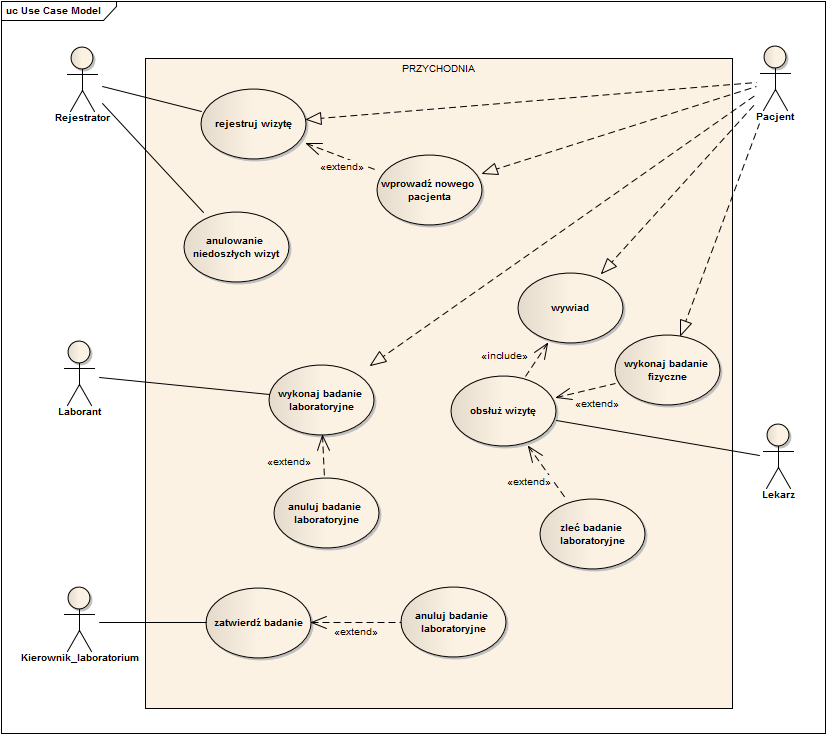 uc Use Case Model
PRZYCHODNIA
Rejestrator
Pacjent
rejestruj wizytę
«extend»
wprowadź nowego
pacjenta
anulowanie
niedoszłych wizyt
wywiad
«include»
wykonaj badanie
fizyczne
«extend»
Laborant
wykonaj badanie
laboratoryjne
obsłuż wizytę
Lekarz
«extend»
«extend»
anuluj badanie
laboratoryjne
zleć badanie
laboratoryjne
Kierownik_laboratorium
zatwierdź badanie
«extend»
anuluj badanie
laboratoryjne